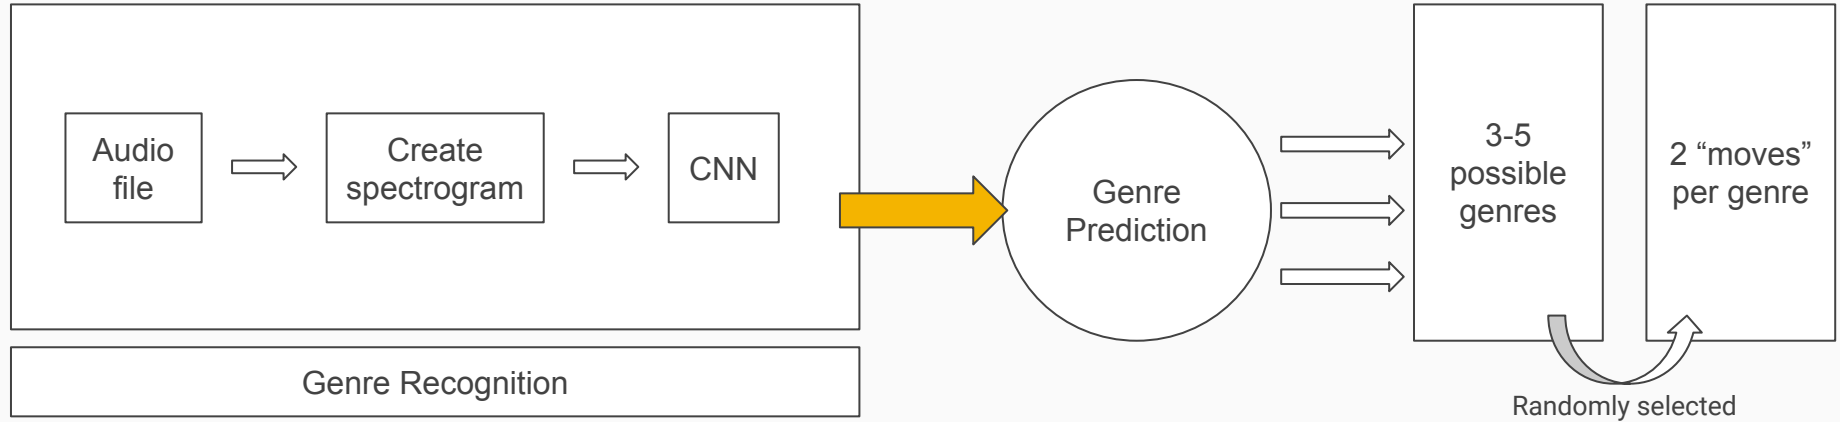 Audio
file
Create
spectrogram
CNN
Genre Recognition
Genre
Prediction
3-5
possible
genres
2 “moves”
per genre
Randomly selected